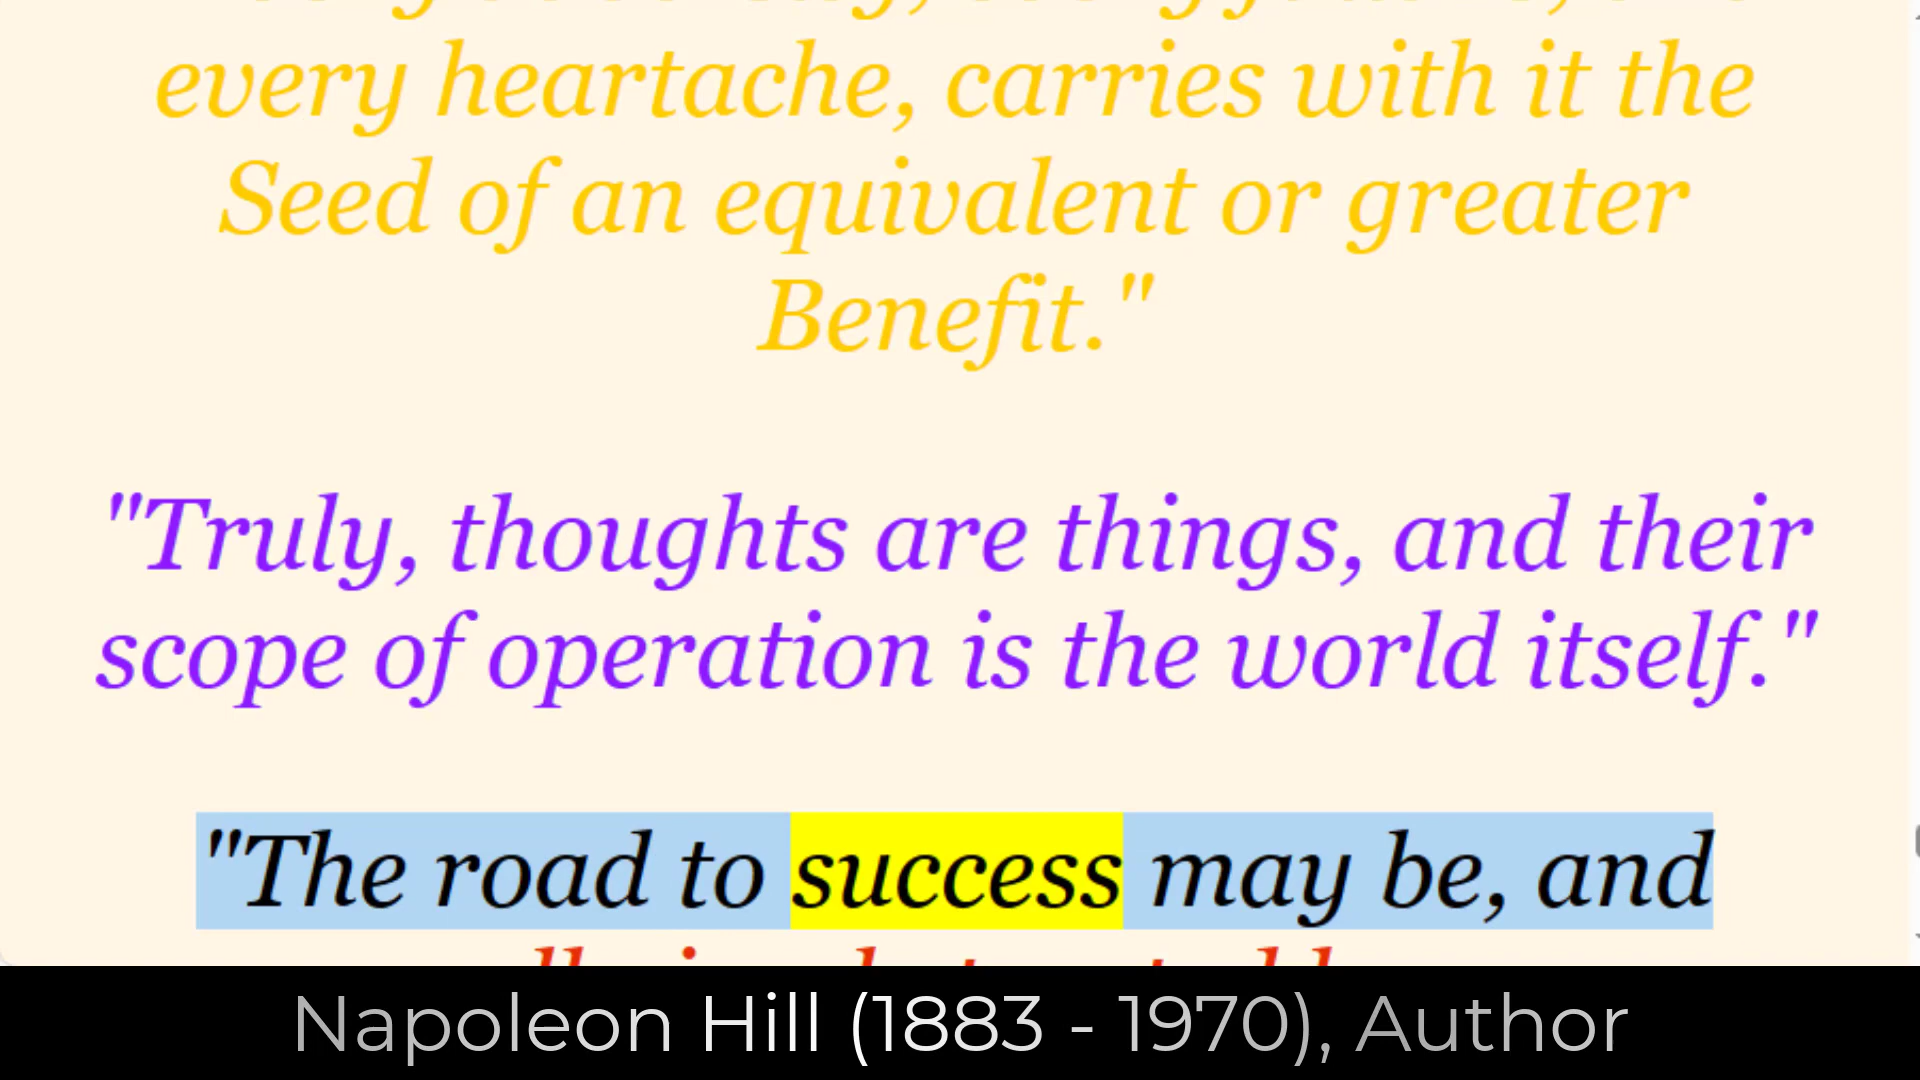 every heartache, carries with it the
Seed of an equivalent or greater
Benefit."
"Truly, thoughts are things, and their
scope of operation is the world itself."
"The road to success may be, and
Napoleon Hill (1883 - 1970), Author